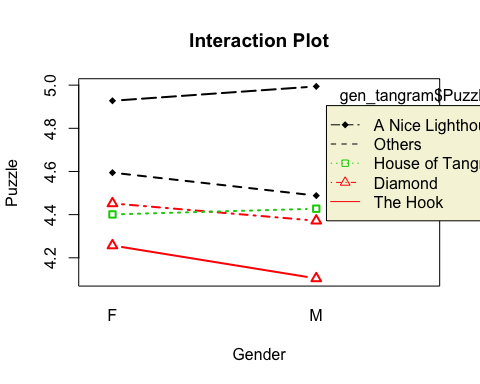 Interaction Plot
gen_tangram$Puzzl
A Nice Lighthou
Others
House of Tangr
Diamond
The Hook
Puzzle
5.0
4.8
4.6
4.4
4.2
F M
Gender